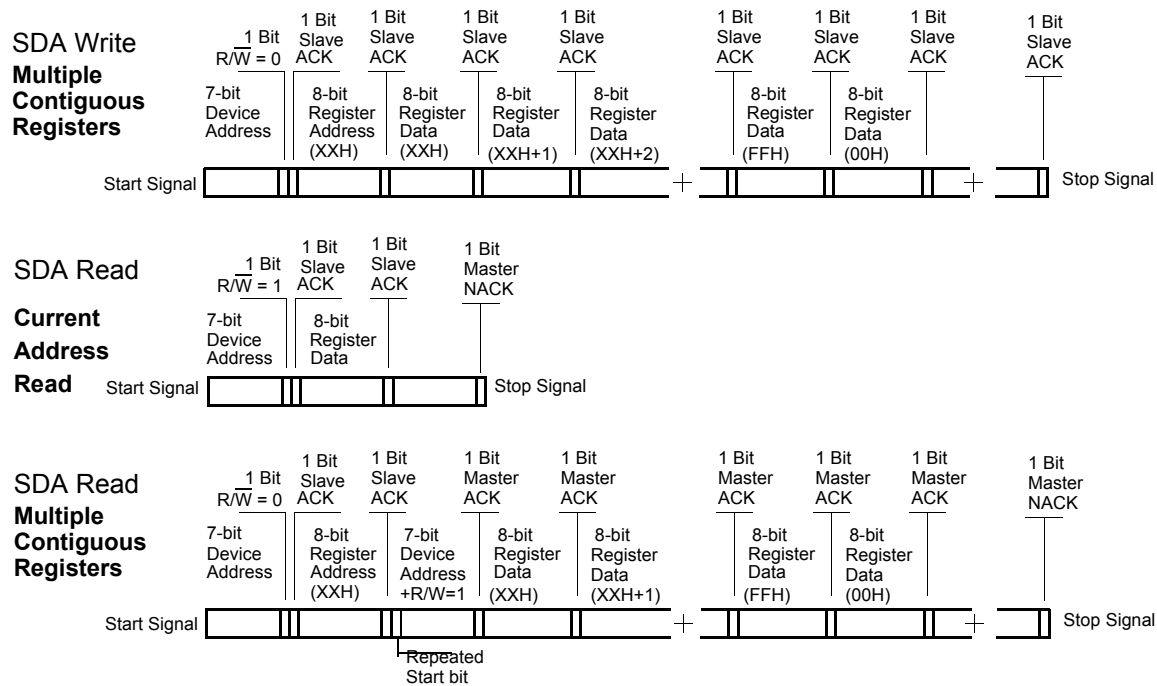 SDA Write
Multiple
Contiguous
Registers
1 Bit
R/W = 0
1 Bit
Slave
ACK
1 Bit
Slave
ACK
1 Bit
Slave
ACK
1 Bit
Slave
ACK
1 Bit
Slave
ACK
1 Bit
Slave
ACK
1 Bit
Slave
ACK
1 Bit
Slave
ACK
7-bit
Device
Address
8-bit
Register
Address
(XXH)
8-bit
Register
Data
(XXH)
8-bit
Register
Data
(XXH+1)
8-bit
Register
Data
(XXH+2)
8-bit
Register
Data
(FFH)
8-bit
Register
Data
(00H)
Start Signal
Stop Signal
SDA Read
Current
Address
Read
1 Bit
R/W = 1
1 Bit
Slave
ACK
1 Bit
Slave
ACK
1 Bit
Master
NACK
7-bit
Device
Address
8-bit
Register
Data
Start Signal
Stop Signal
SDA Read
Multiple
Contiguous
Registers
1 Bit
R/W = 0
1 Bit
Slave
ACK
1 Bit
Slave
ACK
1 Bit
Master
ACK
1 Bit
Master
ACK
1 Bit
Master
ACK
1 Bit
Master
ACK
1 Bit
Master
ACK
1 Bit
Master
NACK
7-bit
Device
Address
8-bit
Register
Address
(XXH)
7-bit
Device
Address
+R/W=1
8-bit
Register
Data
(XXH)
8-bit
Register
Data
(XXH+1)
8-bit
Register
Data
(FFH)
8-bit
Register
Data
(00H)
Start Signal
Stop Signal
Repeated
Start bit